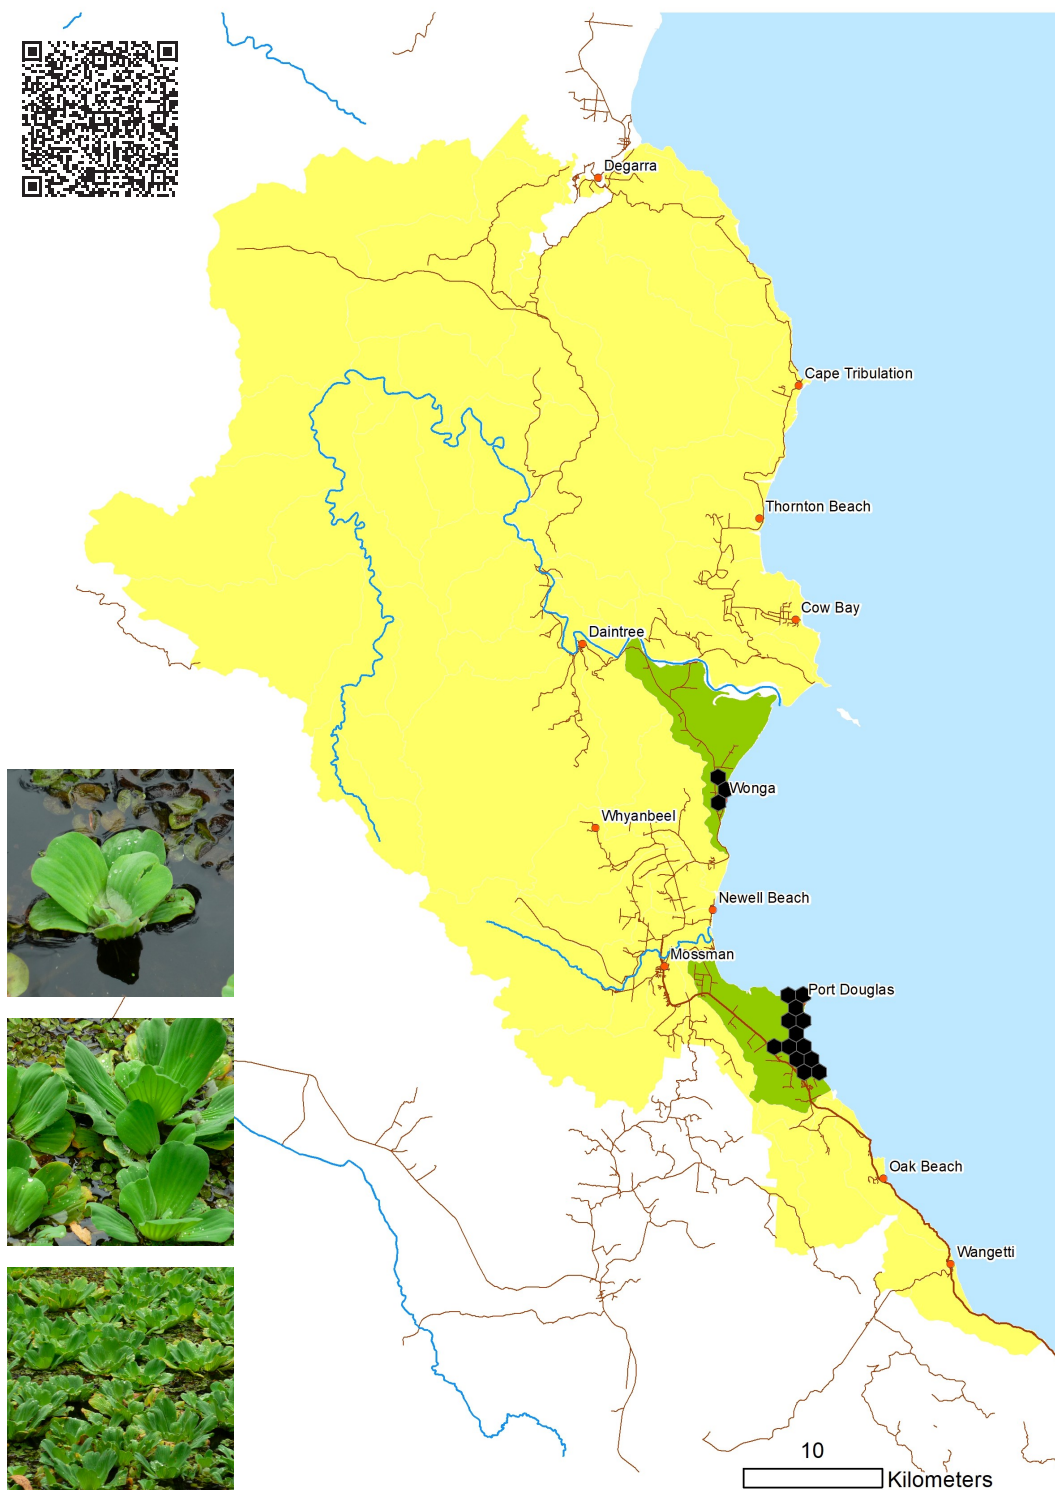 Degarra
Cape Tribulation
Thornton Beach
Cow Bay
Daintree
Wonga
Whyanbeel
Newell Beach
Mossman
Port Douglas
Oak Beach
Wangetti
10
Kilometers